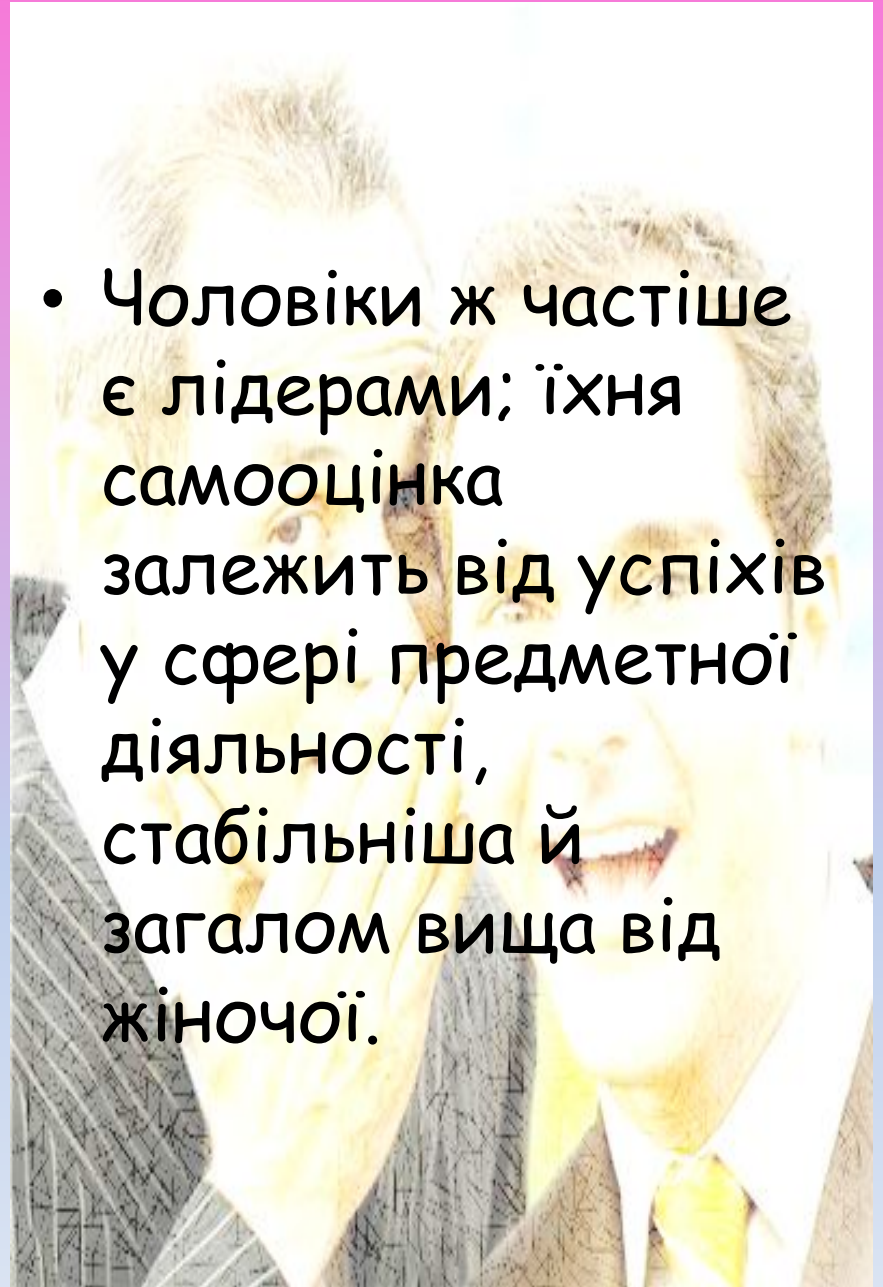 • Чоловіки ж частіше
є лідерами; їхня
самооцінка
залежить від успіхів
у сфері предметної
діяльності,
стабільніша й
загалом вища від
жіночої.